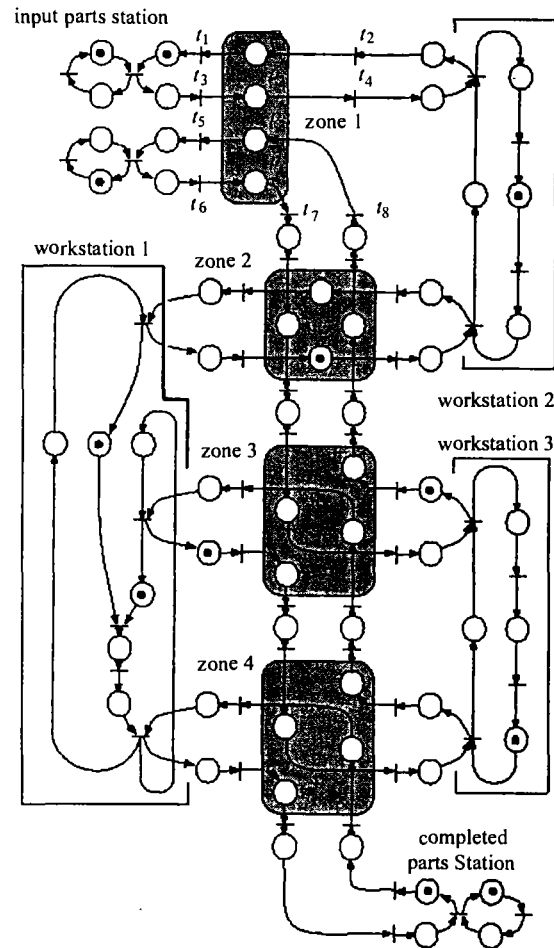 input parts station
t1
t2
t3
t4
t5
zone 1
t6
t7
t8
workstation 1
zone 2
workstation 2
zone 3
workstation 3
zone 4
completed
parts Station